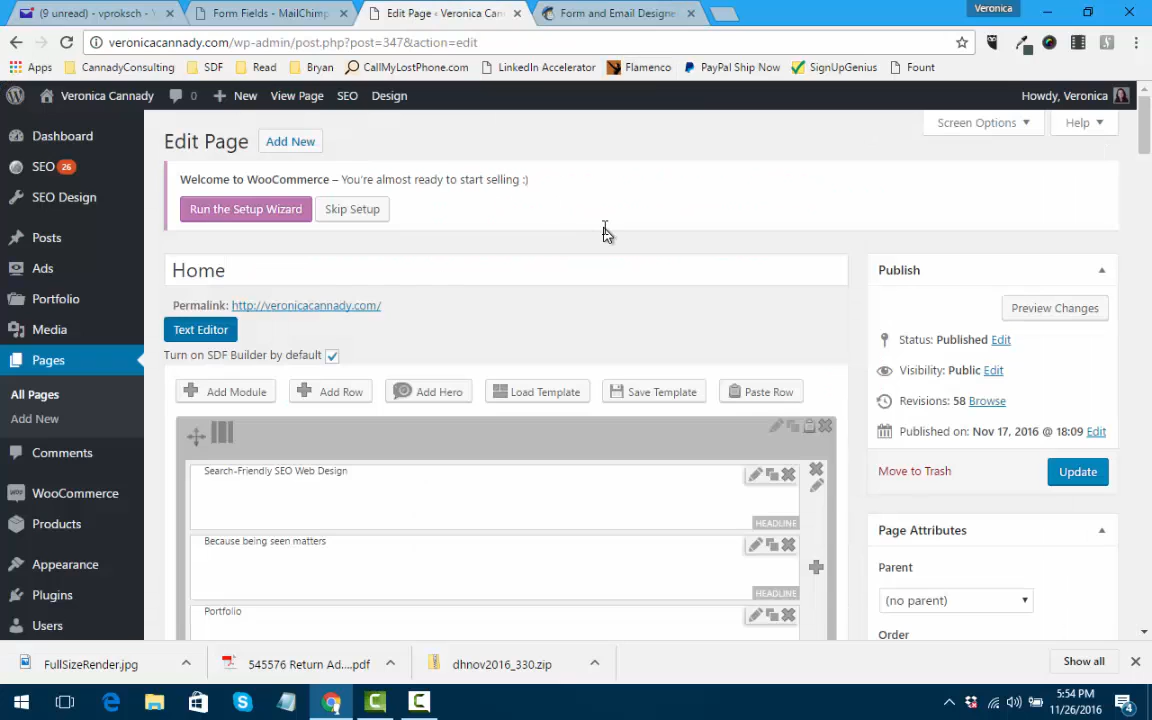 (9 unread) - vproksch
Form Fields - MailChim
Edit Page « Veronica Can
Form and Email Designe
Veronica
veronicacannady.com/wp-admin/post.php?post=347&action=edit
Apps
CannadyConsulting
SDF
Read
Bryan
CallMyLostPhone.com
LinkedIn Accelerator
Flamenco
PayPal Ship Now
SignUpGenius
Fount
Veronica Cannady
0
New
View Page
SEO
Design
Howdy, Veronica
Dashboard
SEO 26
SEO Design
Posts
Ads
Portfolio
Media
Pages
All Pages
Add New
Comments
WooCommerce
Products
Appearance
Plugins
Users
Screen Options
Help
Edit Page
Add New
Welcome to WooCommerce – You're almost ready to start selling :)
Run the Setup Wizard
Skip Setup
Home
Permalink: http://veronicacannady.com/
Text Editor
Turn on SDF Builder by default
Add Module
Add Row
Add Hero
Load Template
Save Template
Paste Row
Search-Friendly SEO Web Design
HEADLINE
Because being seen matters
HEADLINE
Portfolio
Publish
Preview Changes
Status: Published Edit
Visibility: Public Edit
Revisions: 58 Browse
Published on: Nov 17, 2016 @ 18:09 Edit
Move to Trash
Update
Page Attributes
Parent
(no parent)
Order
FullSizeRender.jpg
545576 Return Ad....pdf
dhnov2016_330.zip
Show all
5:54 PM
11/26/2016
4